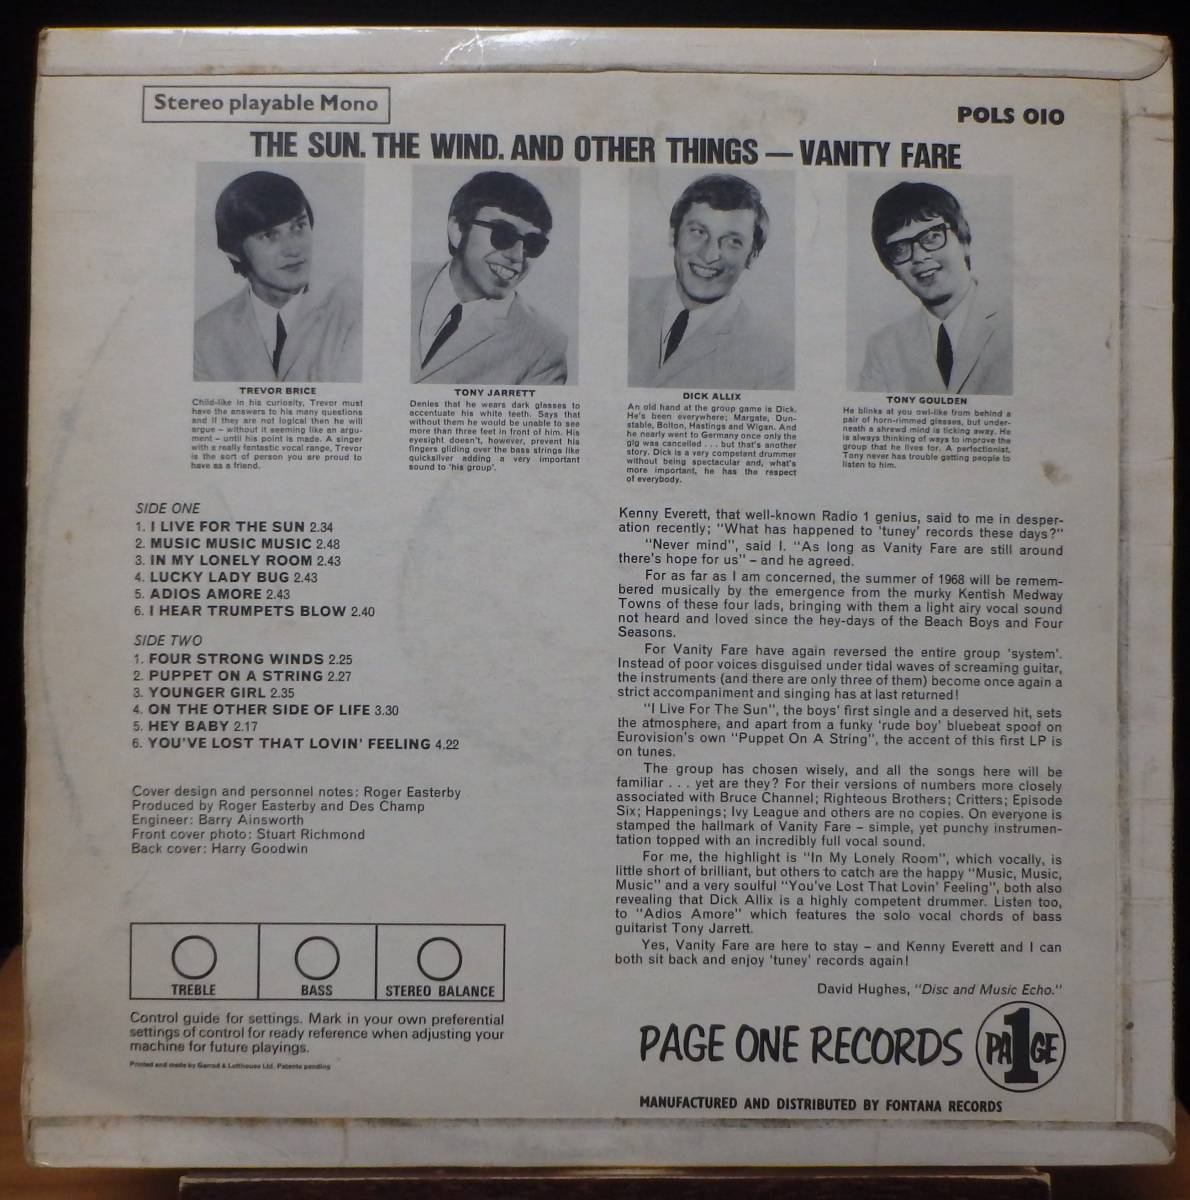 Stereo playable Mono
POLS 010
THE SUN. THE WIND. AND OTHER THINGS — VANITY FARE
TREVOR BRICE
Child-like in his curiosity, Trevor must
have the answers to his many questions
and if they are not logical then he will
argue – without it seeming like an argu-
ment – until his point is made. A singer
with a really fantastic vocal range, Trevor
is the sort of person you are proud to
have as a friend.
TONY JARRETT
Denies that he wears dark glasses to
accentuate his white teeth. Says that
without them he would be unable to see
more than three feet in front of him. His
eyesight doesn't, however, prevent his
fingers gliding over the bass strings like
quicksilver adding a very important
sound to 'his group'.
DICK ALLIX
An old hand at the group game is Dick.
He's been everywhere; Margate, Dun-
stable, Bolton, Hastings and Wigan. And
he nearly went to Germany once only the
gig was cancelled . . . but that's another
story. Dick is a very competent drummer
without being spectacular and, what's
more important, he has the respect
of everybody.
TONY GOULDEN
He blinks at you owl-like from behind a
pair of horn-rimmed glasses, but under-
neath a shrewd mind is ticking away. He
is always thinking of ways to improve the
group that he lives for. A perfectionist,
Tony never has trouble getting people to
listen to him.
SIDE ONE
1. I LIVE FOR THE SUN 2.34
2. MUSIC MUSIC MUSIC 2.48
3. IN MY LONELY ROOM 2.43
4. LUCKY LADY BUG 2.43
5. ADIOS AMORE 2.43
6. I HEAR TRUMPETS BLOW 2.40
SIDE TWO
1. FOUR STRONG WINDS 2.25
2. PUPPET ON A STRING 2.27
3. YOUNGER GIRL 2.35
4. ON THE OTHER SIDE OF LIFE 3.30
5. HEY BABY 2.17
6. YOU'VE LOST THAT LOVIN' FEELING 4.22
Cover design and personnel notes: Roger Easterby
Produced by Roger Easterby and Des Champ
Engineer: Barry Ainsworth
Front cover photo: Stuart Richmond
Back cover: Harry Goodwin
TREBLE
BASS
STEREO BALANCE
Control guide for settings. Mark in your own preferential
settings of control for ready reference when adjusting your
machine for future playings.
Printed and made by Garrod & Lofthouse Ltd. Patents pending
Kenny Everett, that well-known Radio 1 genius, said to me in desper-
ation recently; "What has happened to 'tuney' records these days?"
"Never mind", said I. "As long as Vanity Fare are still around
there's hope for us" – and he agreed.
For as far as I am concerned, the summer of 1968 will be remem-
bered musically by the emergence from the murky Kentish Medway
Towns of these four lads, bringing with them a light airy vocal sound
not heard and loved since the hey-days of the Beach Boys and Four
Seasons.
For Vanity Fare have again reversed the entire group 'system'.
Instead of poor voices disguised under tidal waves of screaming guitar,
the instruments (and there are only three of them) become once again a
strict accompaniment and singing has at last returned!
"I Live For The Sun", the boys' first single and a deserved hit, sets
the atmosphere, and apart from a funky 'rude boy' bluebeat spoof on
Eurovision's own "Puppet On A String", the accent of this first LP is
on tunes.
The group has chosen wisely, and all the songs here will be
familiar . . . yet are they? For their versions of numbers more closely
associated with Bruce Channel; Righteous Brothers; Critters; Episode
Six; Happenings; Ivy League and others are no copies. On everyone is
stamped the hallmark of Vanity Fare – simple, yet punchy instrumen-
tation topped with an incredibly full vocal sound.
For me, the highlight is "In My Lonely Room", which vocally, is
little short of brilliant, but others to catch are the happy "Music, Music,
Music" and a very soulful "You've Lost That Lovin' Feeling", both also
revealing that Dick Allix is a highly competent drummer. Listen too,
to "Adios Amore" which features the solo vocal chords of bass
guitarist Tony Jarrett.
Yes, Vanity Fare are here to stay – and Kenny Everett and I can
both sit back and enjoy 'tuney' records again!
David Hughes, "Disc and Music Echo."
PAGE ONE RECORDS
PA1GE
MANUFACTURED AND DISTRIBUTED BY FONTANA RECORDS